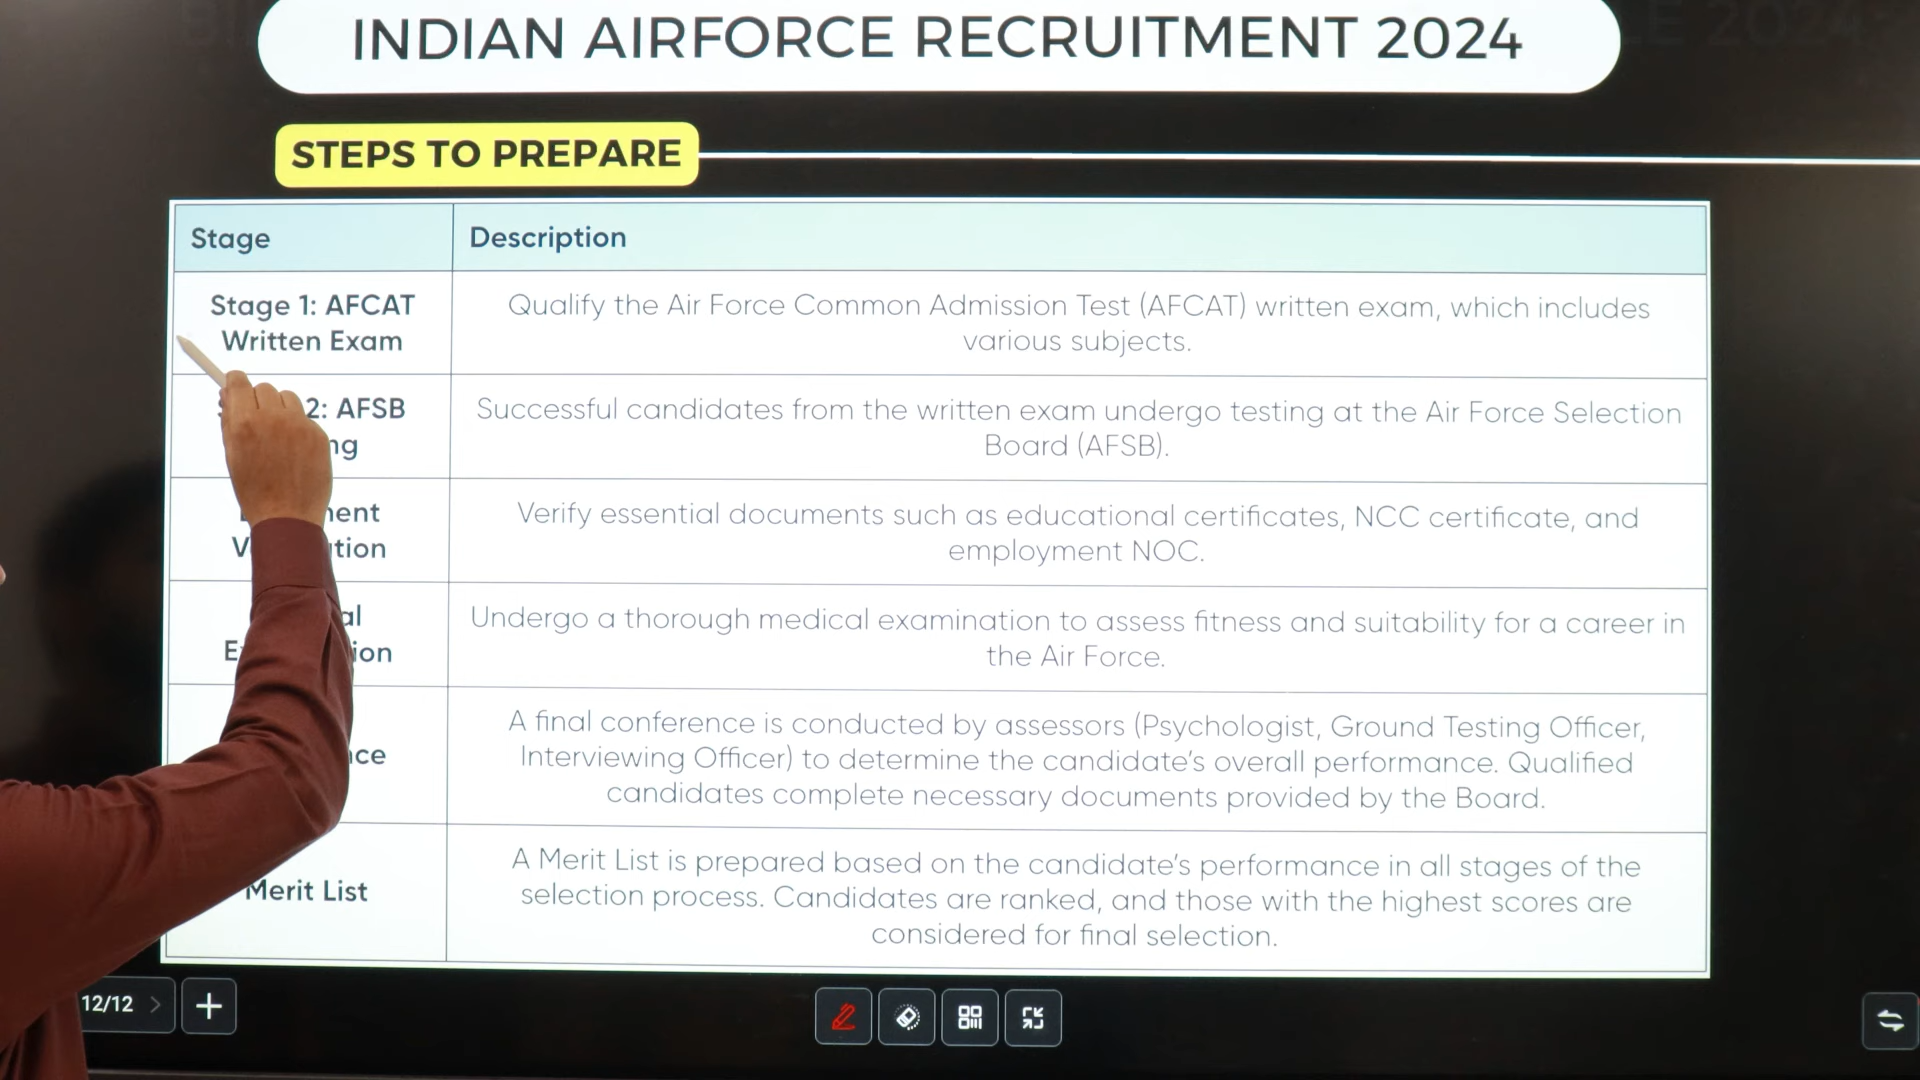 INDIAN AIRFORCE RECRUITMENT 2024
STEPS TO PREPARE
Stage
Description
Stage 1: AFCAT
Written Exam
Qualify the Air Force Common Admission Test (AFCAT) written exam, which includes
various subjects.
2: AFSB
Successful candidates from the written exam undergo testing at the Air Force Selection
Board (AFSB).
Verify essential documents such as educational certificates, NCC certificate, and
employment NOC.
Undergo a thorough medical examination to assess fitness and suitability for a career in
the Air Force.
A final conference is conducted by assessors (Psychologist, Ground Testing Officer,
Interviewing Officer) to determine the candidate's overall performance. Qualified
candidates complete necessary documents provided by the Board.
Merit List
A Merit List is prepared based on the candidate's performance in all stages of the
selection process. Candidates are ranked, and those with the highest scores are
considered for final selection.
12/12